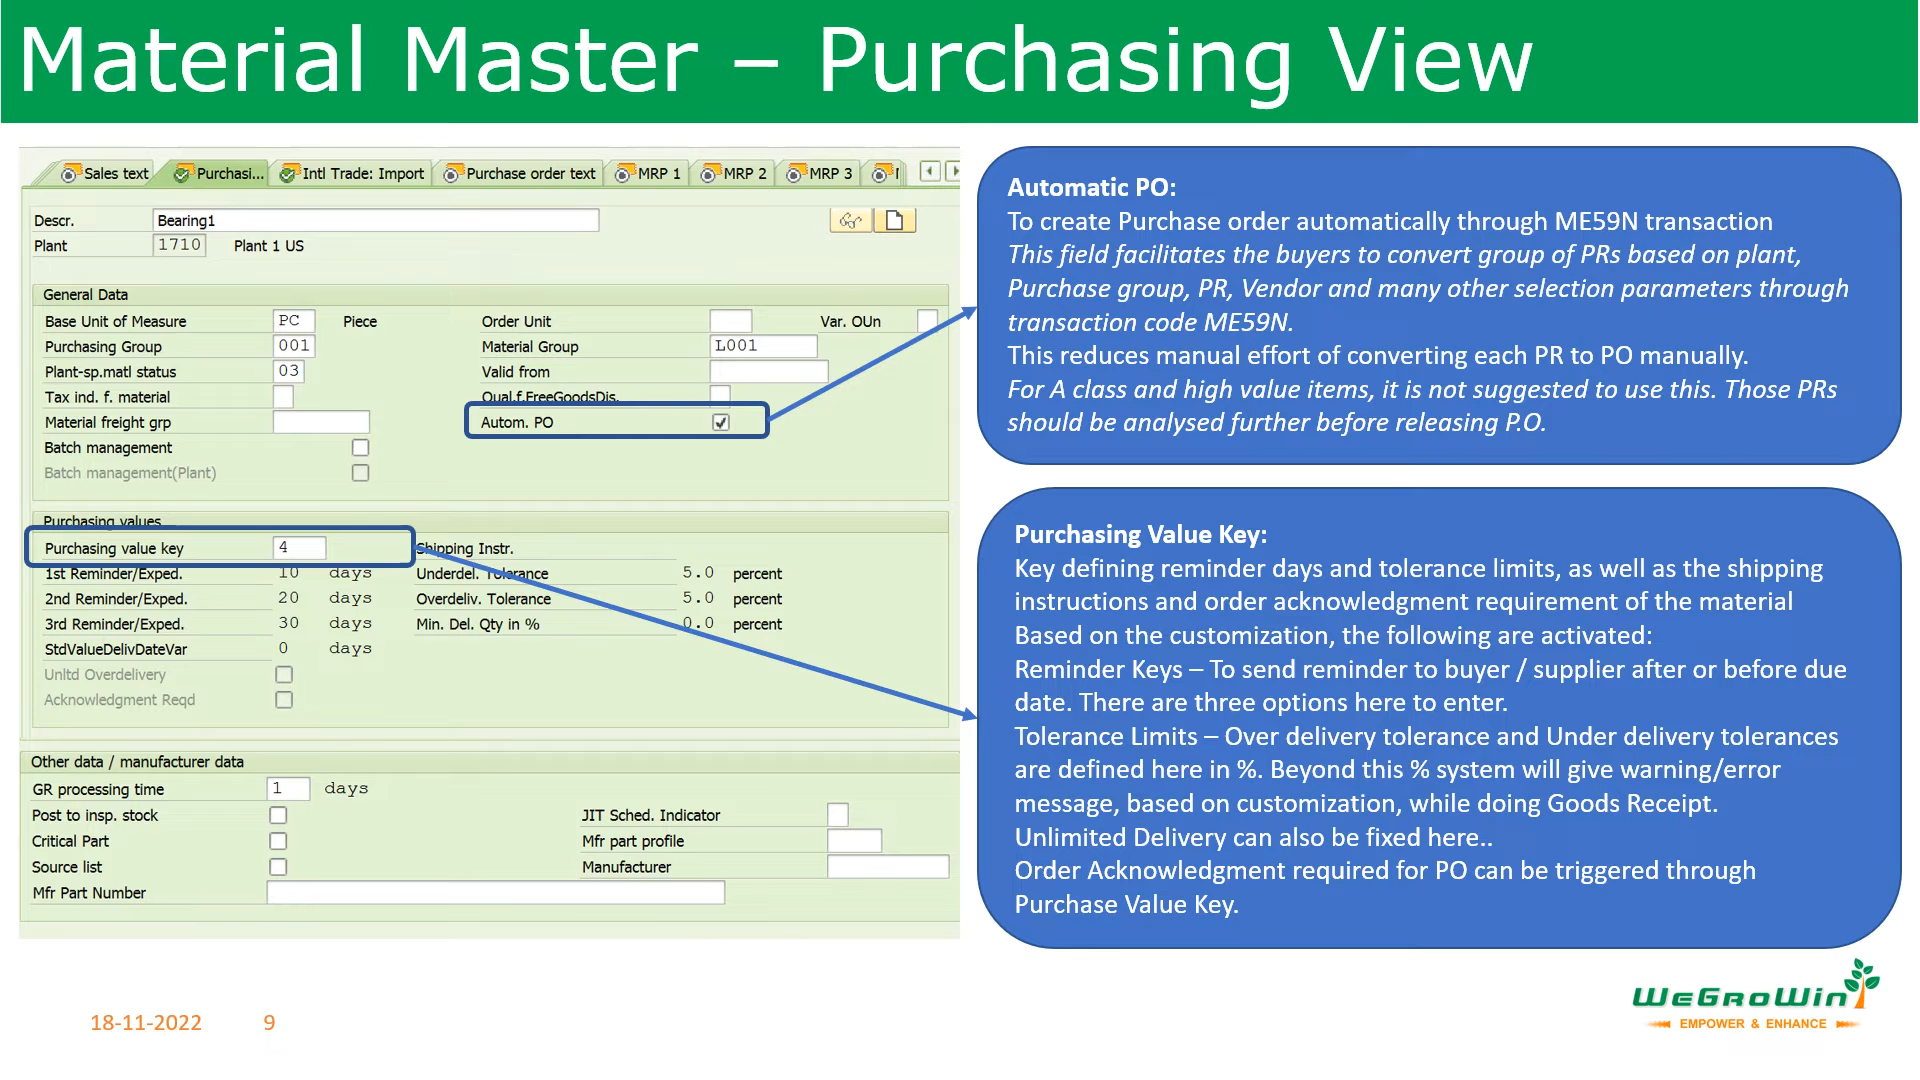 Material Master – Purchasing View
Sales text
Purchasi...
Intl Trade: Import
Purchase order text
MRP 1
MRP 2
MRP 3
Descr. Bearing1
Plant 1710 Plant 1 US
General Data
Base Unit of Measure PC Piece Order Unit Var. OUn
Purchasing Group 001 Material Group L001
Plant-sp.matl status 03 Valid from
Tax ind. f. material Qual.f.FreeGoodsDis.
Material freight grp Autom. PO
Batch management
Batch management(Plant)
Purchasing values
Purchasing value key 4 Shipping Instr.
1st Reminder/Exped. 10 days Underdel. Tolerance 5.0 percent
2nd Reminder/Exped. 20 days Overdeliv. Tolerance 5.0 percent
3rd Reminder/Exped. 30 days Min. Del. Qty in % 0.0 percent
StdValueDelivDateVar 0 days
Unltd Overdelivery
Acknowledgment Reqd
Other data / manufacturer data
GR processing time 1 days
Post to insp. stock JIT Sched. Indicator
Critical Part Mfr part profile
Source list Manufacturer
Mfr Part Number
Automatic PO:
To create Purchase order automatically through ME59N transaction
This field facilitates the buyers to convert group of PRs based on plant,
Purchase group, PR, Vendor and many other selection parameters through
transaction code ME59N.
This reduces manual effort of converting each PR to PO manually.
For A class and high value items, it is not suggested to use this. Those PRs
should be analysed further before releasing P.O.
Purchasing Value Key:
Key defining reminder days and tolerance limits, as well as the shipping
instructions and order acknowledgment requirement of the material
Based on the customization, the following are activated:
Reminder Keys – To send reminder to buyer / supplier after or before due
date. There are three options here to enter.
Tolerance Limits – Over delivery tolerance and Under delivery tolerances
are defined here in %. Beyond this % system will give warning/error
message, based on customization, while doing Goods Receipt.
Unlimited Delivery can also be fixed here..
Order Acknowledgment required for PO can be triggered through
Purchase Value Key.
18-11-2022 9
WeGroWin
EMPOWER & ENHANCE